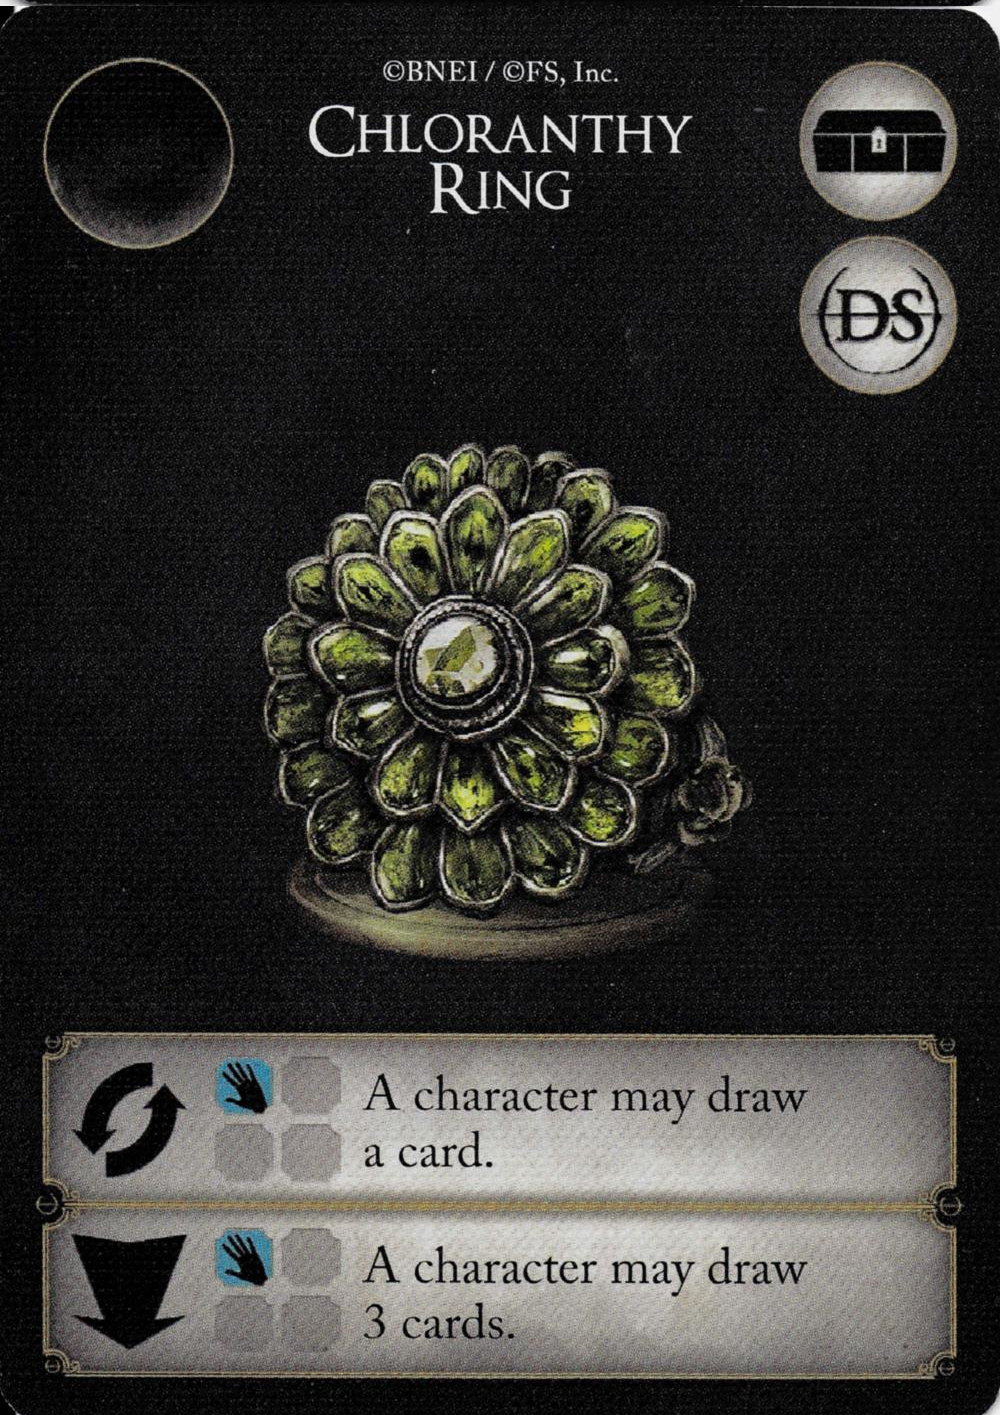 ©BNEI / ©FS, Inc.
CHLORANTHY
RING
DS
A character may draw
a card.
A character may draw
3 cards.